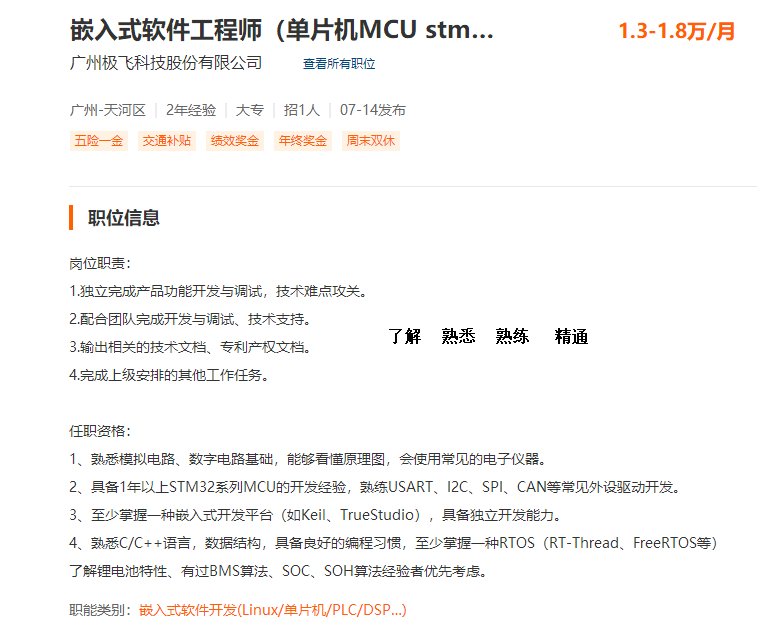 嵌入式软件工程师（单片机MCU stm...
1.3-1.8万/月
广州极飞科技股份有限公司 查看所有职位
广州-天河区 | 2年经验 | 大专 | 招1人 | 07-14发布
五险一金 交通补贴 绩效奖金 年终奖金 周末双休
职位信息
岗位职责：
1.独立完成产品功能开发与调试，技术难点攻关。
2.配合团队完成开发与调试、技术支持。
了解 熟悉 熟练 精通
3.输出相关的技术文档、专利产权文档。
4.完成上级安排的其他工作任务。
任职资格：
1、熟悉模拟电路、数字电路基础，能够看懂原理图，会使用常见的电子仪器。
2、具备1年以上STM32系列MCU的开发经验，熟练USART、I2C、SPI、CAN等常见外设驱动开发。
3、至少掌握一种嵌入式开发平台（如Keil、TrueStudio），具备独立开发能力。
4、熟悉C/C++语言，数据结构，具备良好的编程习惯，至少掌握一种RTOS（RT-Thread、FreeRTOS等）
了解锂电池特性、有过BMS算法、SOC、SOH算法经验者优先考虑。
职能类别：嵌入式软件开发(Linux/单片机/PLC/DSP...)